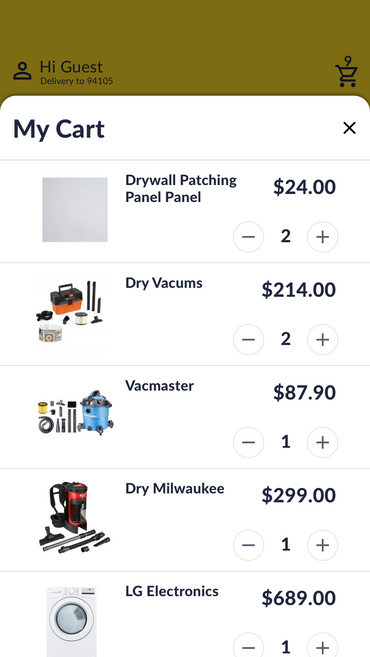 Hi Guest
Delivery to 94105
9
My Cart
Drywall Patching
Panel Panel
$24.00
2
Dry Vacums
$214.00
2
Vacmaster
$87.90
1
Dry Milwaukee
$299.00
1
LG Electronics
$689.00
1